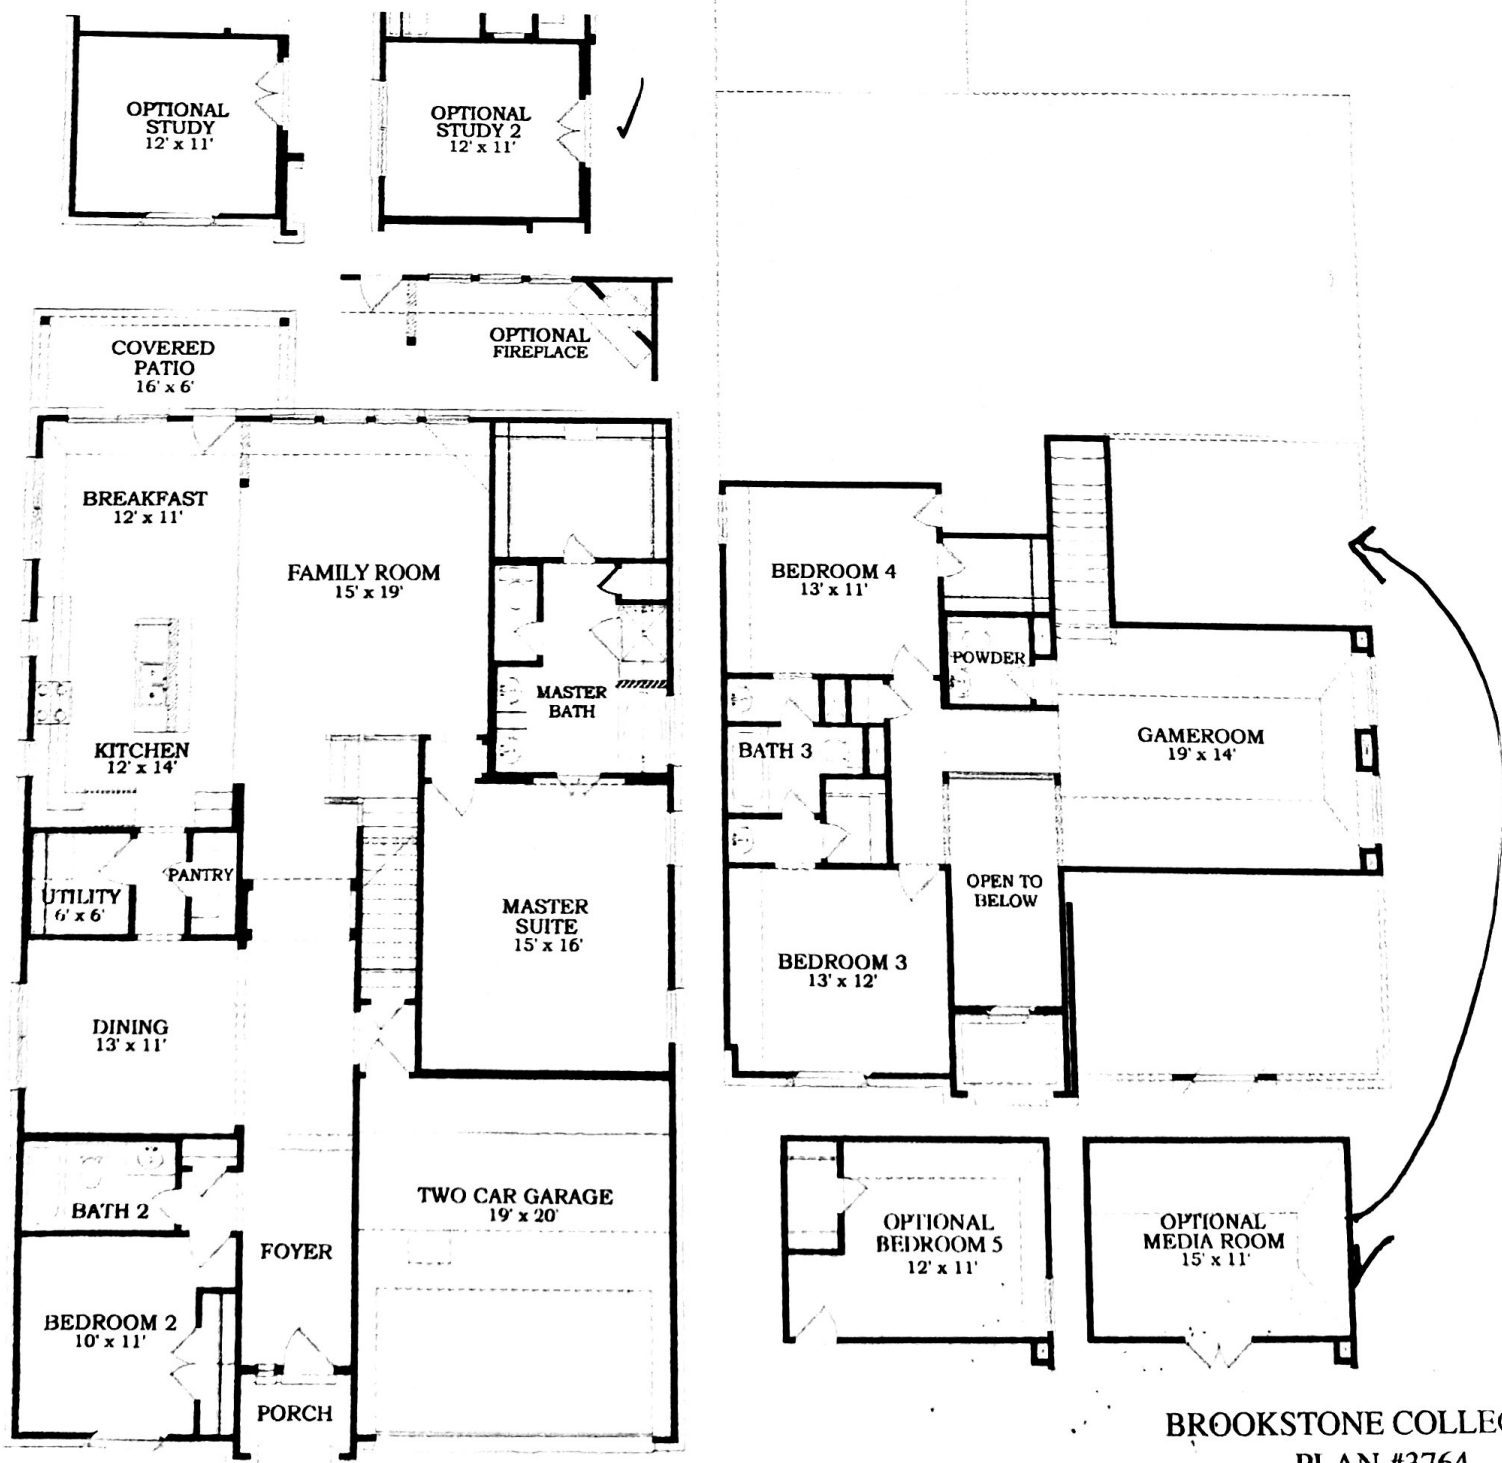 OPTIONAL
STUDY
12' x 11'
OPTIONAL
STUDY 2
12' x 11'
OPTIONAL
FIREPLACE
COVERED
PATIO
16' x 6'
BREAKFAST
12' x 11'
FAMILY ROOM
15' x 19'
MASTER
BATH
KITCHEN
12' x 14'
UTILITY
6' x 6'
PANTRY
MASTER
SUITE
15' x 16'
DINING
13' x 11'
BATH 2
TWO CAR GARAGE
19' x 20'
FOYER
BEDROOM 2
10' x 11'
PORCH
BEDROOM 4
13' x 11'
POWDER
GAMEROOM
19' x 14'
BATH 3
OPEN TO
BELOW
BEDROOM 3
13' x 12'
OPTIONAL
BEDROOM 5
12' x 11'
OPTIONAL
MEDIA ROOM
15' x 11'
BROOKSTONE COLLE
PLAN #3764